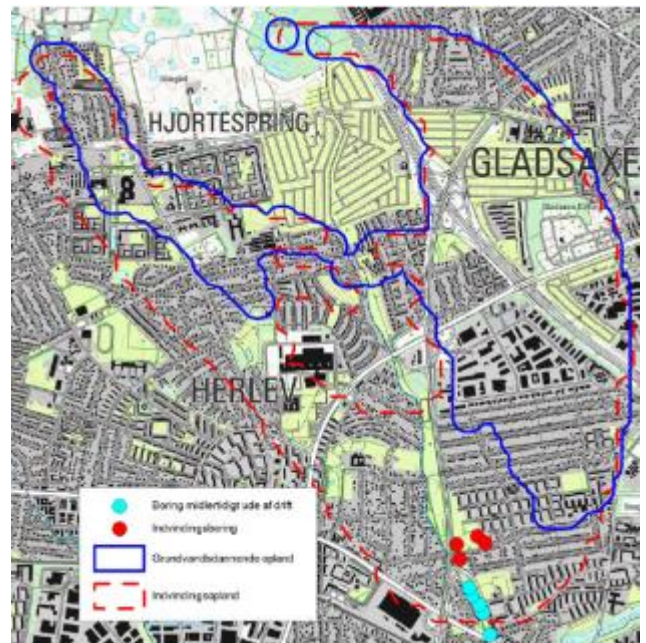 HJORTESPRING
GLADSAXE
HERLEV
Boring midlertidigt ude af drift
Indvindingsboring
Grundvandsdannende opland
Indvindingsopland